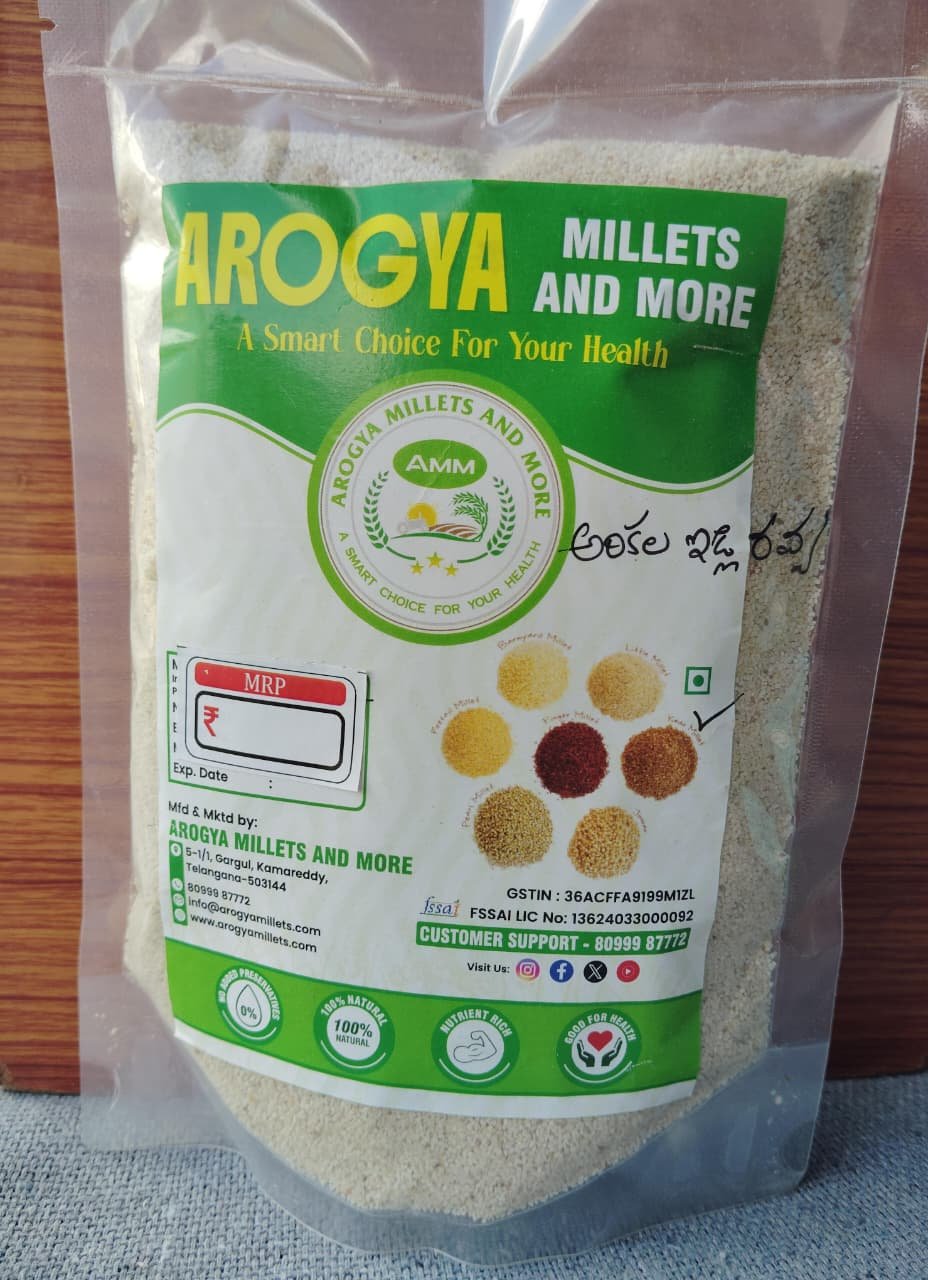 AROGYA
MILLETS
AND MORE
A Smart Choice For Your Health
AROGYA MILLETS AND MORE
AMM
A SMART CHOICE FOR YOUR HEALTH
అరికల ఇడ్లి రవ్వ
Barnyard Millet
Little Millet
Foxtail Millet
Finger Millet
Kodo Millet
Pearl Millet
MRP
₹
Exp. Date :
Mfd & Mktd by:
AROGYA MILLETS AND MORE
5-1/1, Gargul, Kamareddy,
Telangana-503144
80999 87772
info@arogyamillets.com
www.arogyamillets.com
GSTIN : 36ACFFA9199M1ZL
fssai FSSAI LIC No: 13624033000092
CUSTOMER SUPPORT - 80999 87772
Visit Us:
NO ADDED PRESERVATIVES
0%
100% NATURAL
100%
NATURAL
NUTRIENT RICH
GOOD FOR HEALTH